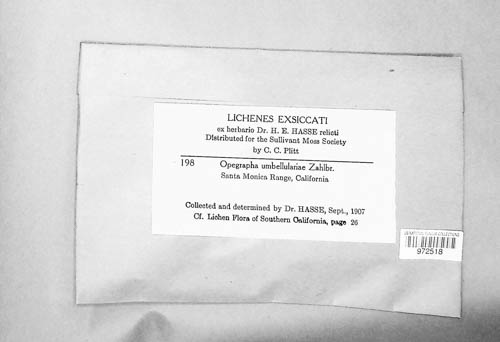 LICHENES EXSICCATI
ex herbario Dr. H. E. HASSE relicti
Distributed for the Sullivant Moss Society
by C. C. Plitt
198 Opegrapha umbellulariae Zahlbr.
Santa Monica Range, California
Collected and determined by Dr. HASSE, Sept., 1907
Cf. Lichen Flora of Southern California, page 26
972518